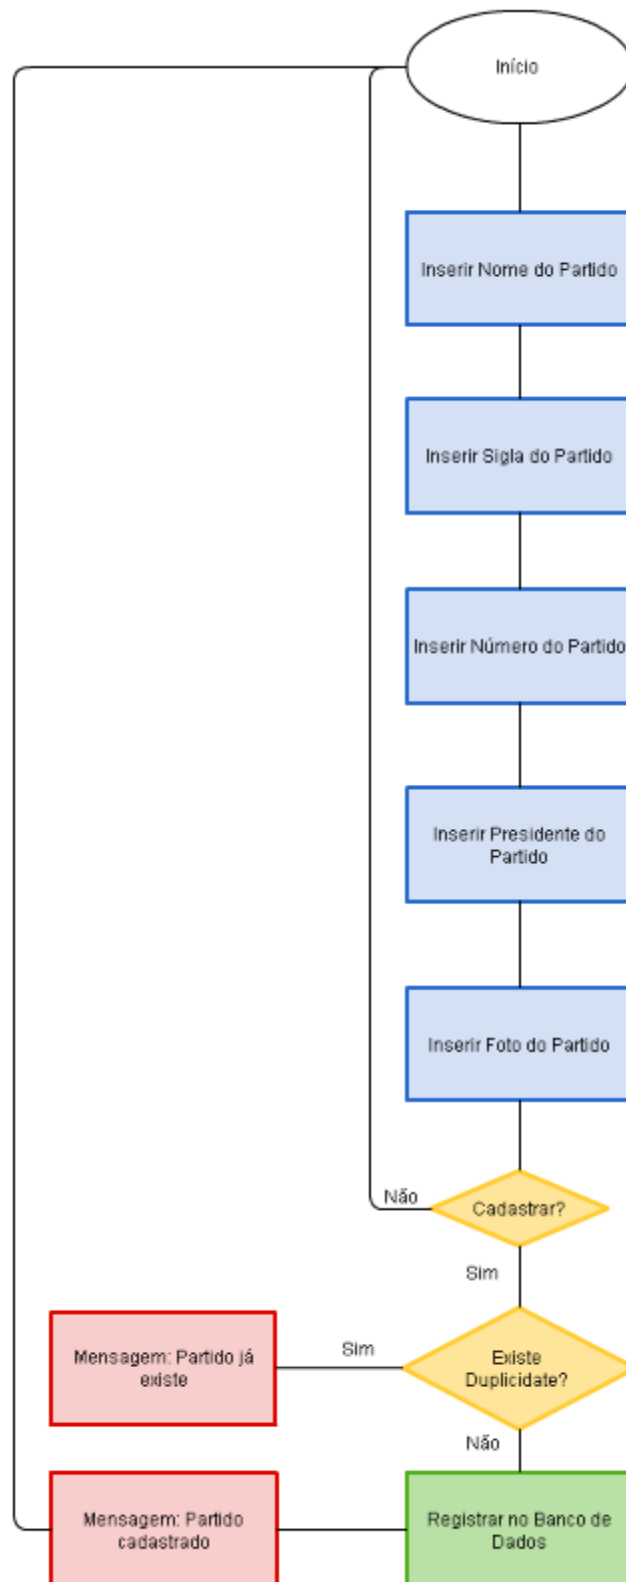 Início
Inserir Nome do Partido
Inserir Sigla do Partido
Inserir Número do Partido
Inserir Presidente do
Partido
Inserir Foto do Partido
Não
Cadastrar?
Sim
Mensagem: Partido já
existe
Sim
Existe
Duplicidate?
Não
Mensagem: Partido
cadastrado
Registrar no Banco de
Dados